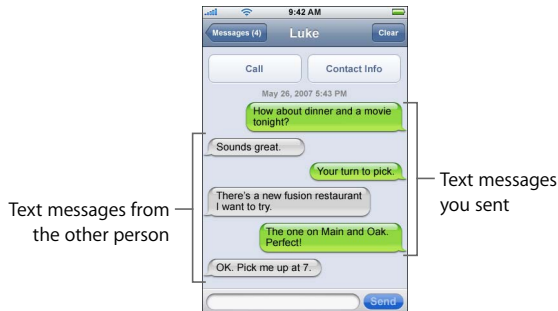 9:42 AM
Messages (4)
Luke
Clear
Call
Contact Info
May 26, 2007 5:43 PM
How about dinner and a movie
tonight?
Sounds great.
Your turn to pick.
There's a new fusion restaurant
I want to try.
The one on Main and Oak.
Perfect!
OK. Pick me up at 7.
Send
Text messages from
the other person
Text messages
you sent